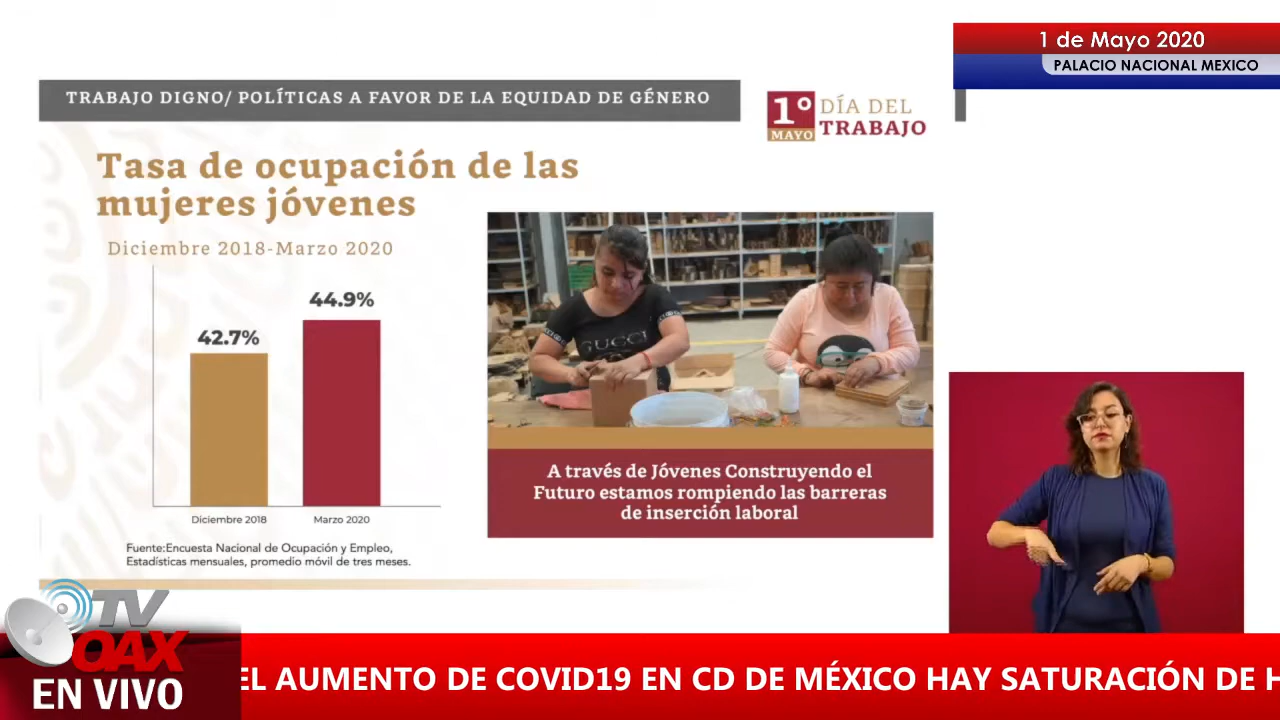 1 de Mayo 2020
PALACIO NACIONAL MEXICO
TRABAJO DIGNO/ POLÍTICAS A FAVOR DE LA EQUIDAD DE GÉNERO
1º
MAYO
DÍA DEL
TRABAJO
Tasa de ocupación de las
mujeres jóvenes
Diciembre 2018-Marzo 2020
42.7%
44.9%
Diciembre 2018
Marzo 2020
Fuente:Encuesta Nacional de Ocupación y Empleo,
Estadísticas mensuales, promedio móvil de tres meses.
GUCCI
A través de Jóvenes Construyendo el
Futuro estamos rompiendo las barreras
de inserción laboral
TV
OAX
EN VIVO
EL AUMENTO DE COVID19 EN CD DE MÉXICO HAY SATURACIÓN DE H